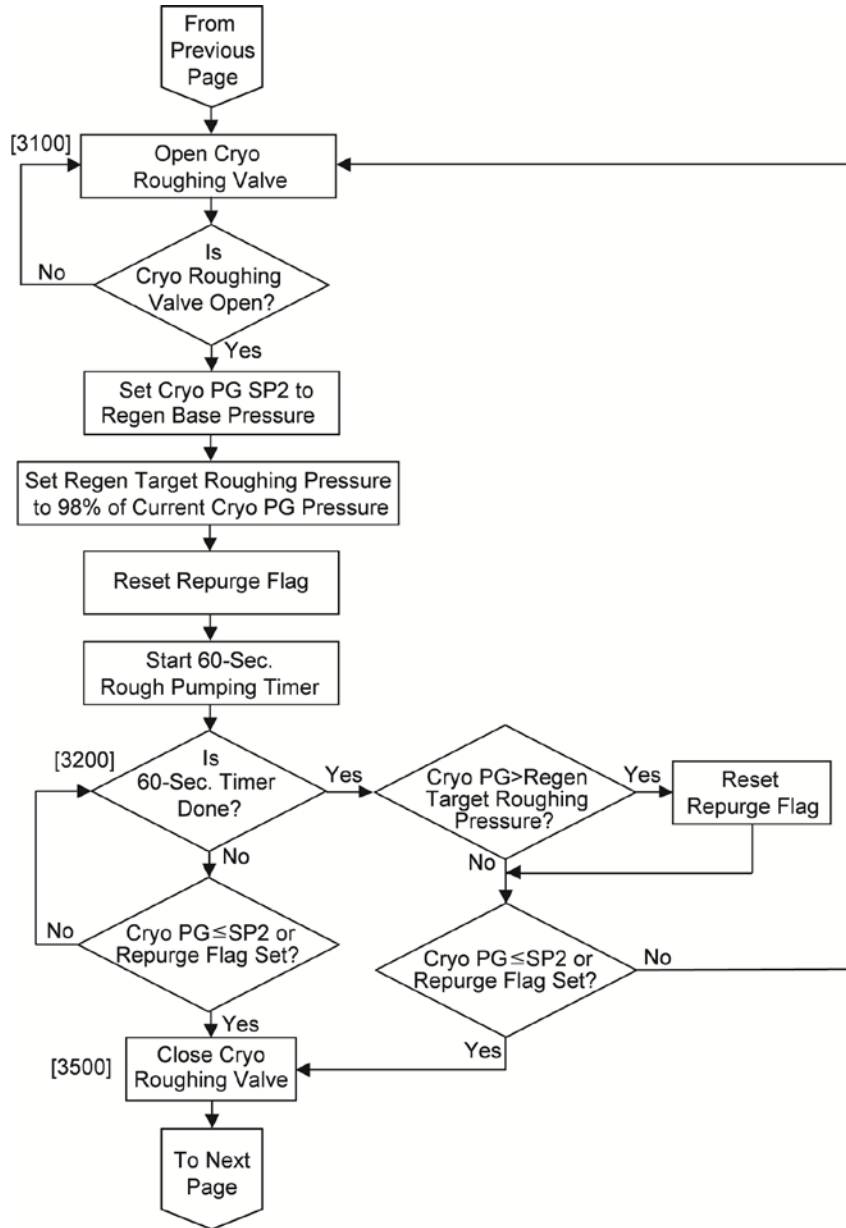 From
Previous
Page
[3100]
Open Cryo
Roughing Valve
Is
Cryo Roughing
Valve Open?
No
Yes
Set Cryo PG SP2 to
Regen Base Pressure
Set Regen Target Roughing Pressure
to 98% of Current Cryo PG Pressure
Reset Repurge Flag
Start 60-Sec.
Rough Pumping Timer
[3200]
Is
60-Sec. Timer
Done?
Yes
No
Cryo PG>Regen
Target Roughing
Pressure?
Yes
No
Reset
Repurge Flag
Cryo PG≦SP2 or
Repurge Flag Set?
No
Yes
Cryo PG≦SP2 or
Repurge Flag Set?
No
Yes
[3500]
Close Cryo
Roughing Valve
To Next
Page